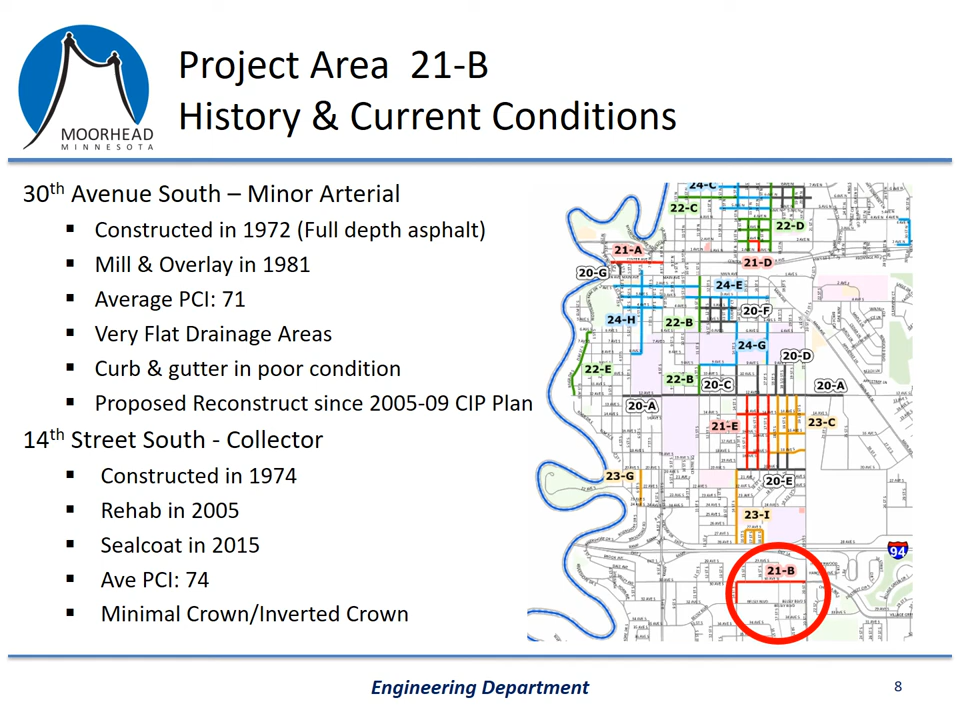 MOORHEAD
MINNESOTA
Project Area 21-B
History & Current Conditions
30th Avenue South – Minor Arterial
▪ Constructed in 1972 (Full depth asphalt)
▪ Mill & Overlay in 1981
▪ Average PCI: 71
▪ Very Flat Drainage Areas
▪ Curb & gutter in poor condition
▪ Proposed Reconstruct since 2005-09 CIP Plan
14th Street South - Collector
▪ Constructed in 1974
▪ Rehab in 2005
▪ Sealcoat in 2015
▪ Ave PCI: 74
▪ Minimal Crown/Inverted Crown
24-C
22-C
22-D
21-A
21-D
20-G
24-E
20-F
24-H
22-B
24-G
20-D
22-E
22-B
20-C
20-A
20-A
21-E
23-C
23-G
20-E
23-I
94
21-B
Engineering Department
8